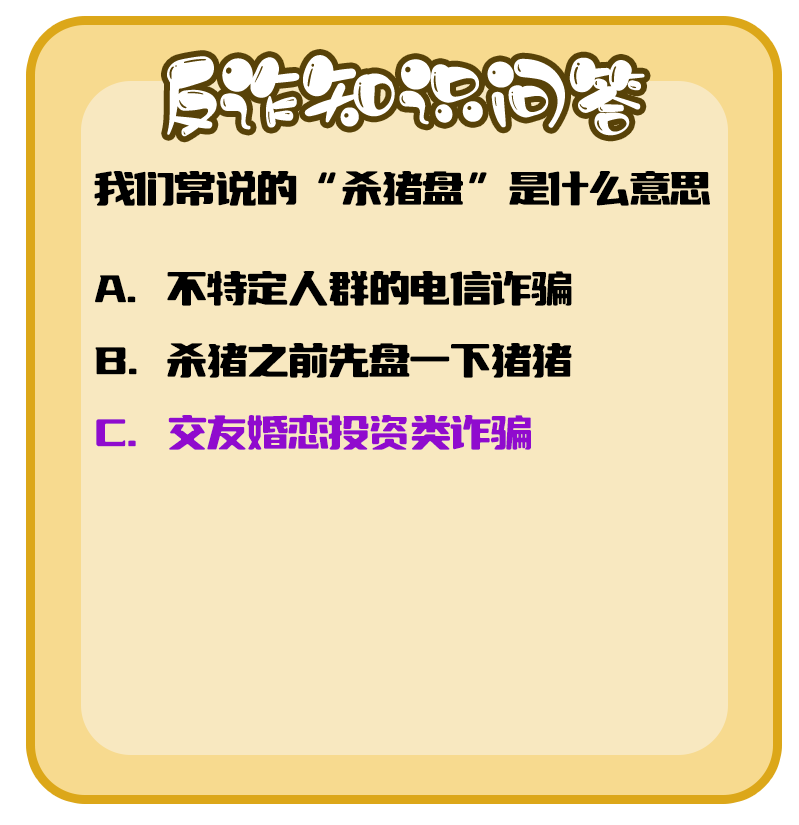 反诈知识问答
我们常说的“杀猪盘”是什么意思
A. 不特定人群的电信诈骗
B. 杀猪之前先盘一下猪猪
C. 交友婚恋投资类诈骗